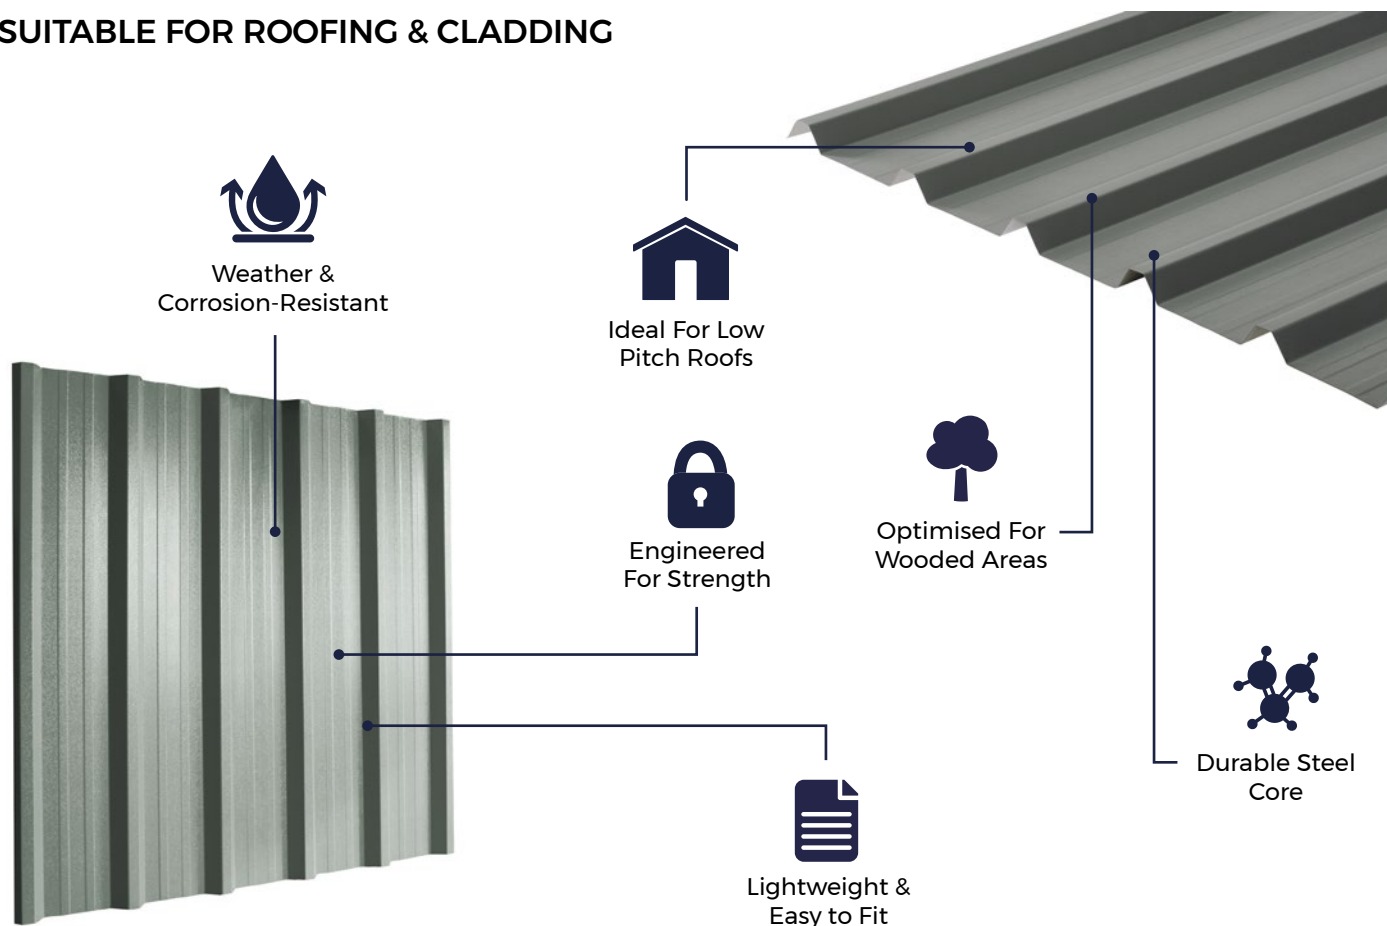 SUITABLE FOR ROOFING & CLADDING
Weather &
Corrosion-Resistant
Ideal For Low
Pitch Roofs
Engineered
For Strength
Optimised For
Wooded Areas
Durable Steel
Core
Lightweight &
Easy to Fit